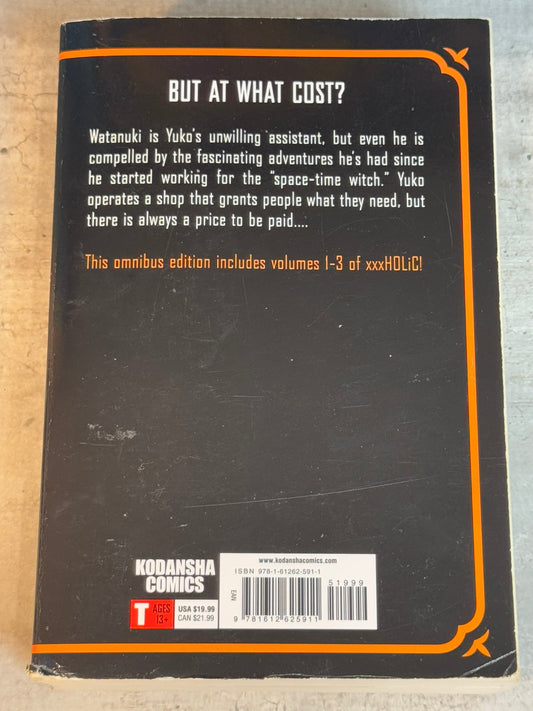 BUT AT WHAT COST?
Watanuki is Yuko's unwilling assistant, but even he is
compelled by the fascinating adventures he's had since
he started working for the "space-time witch." Yuko
operates a shop that grants people what they need, but
there is always a price to be paid....
This omnibus edition includes volumes 1-3 of xxxHOLiC!
KODANSHA
COMICS
T AGES
13+
USA $19.99
CAN $21.99
www.kodanshacomics.com
ISBN 978-1-61262-591-1
51999
EAN
9 781612 625911